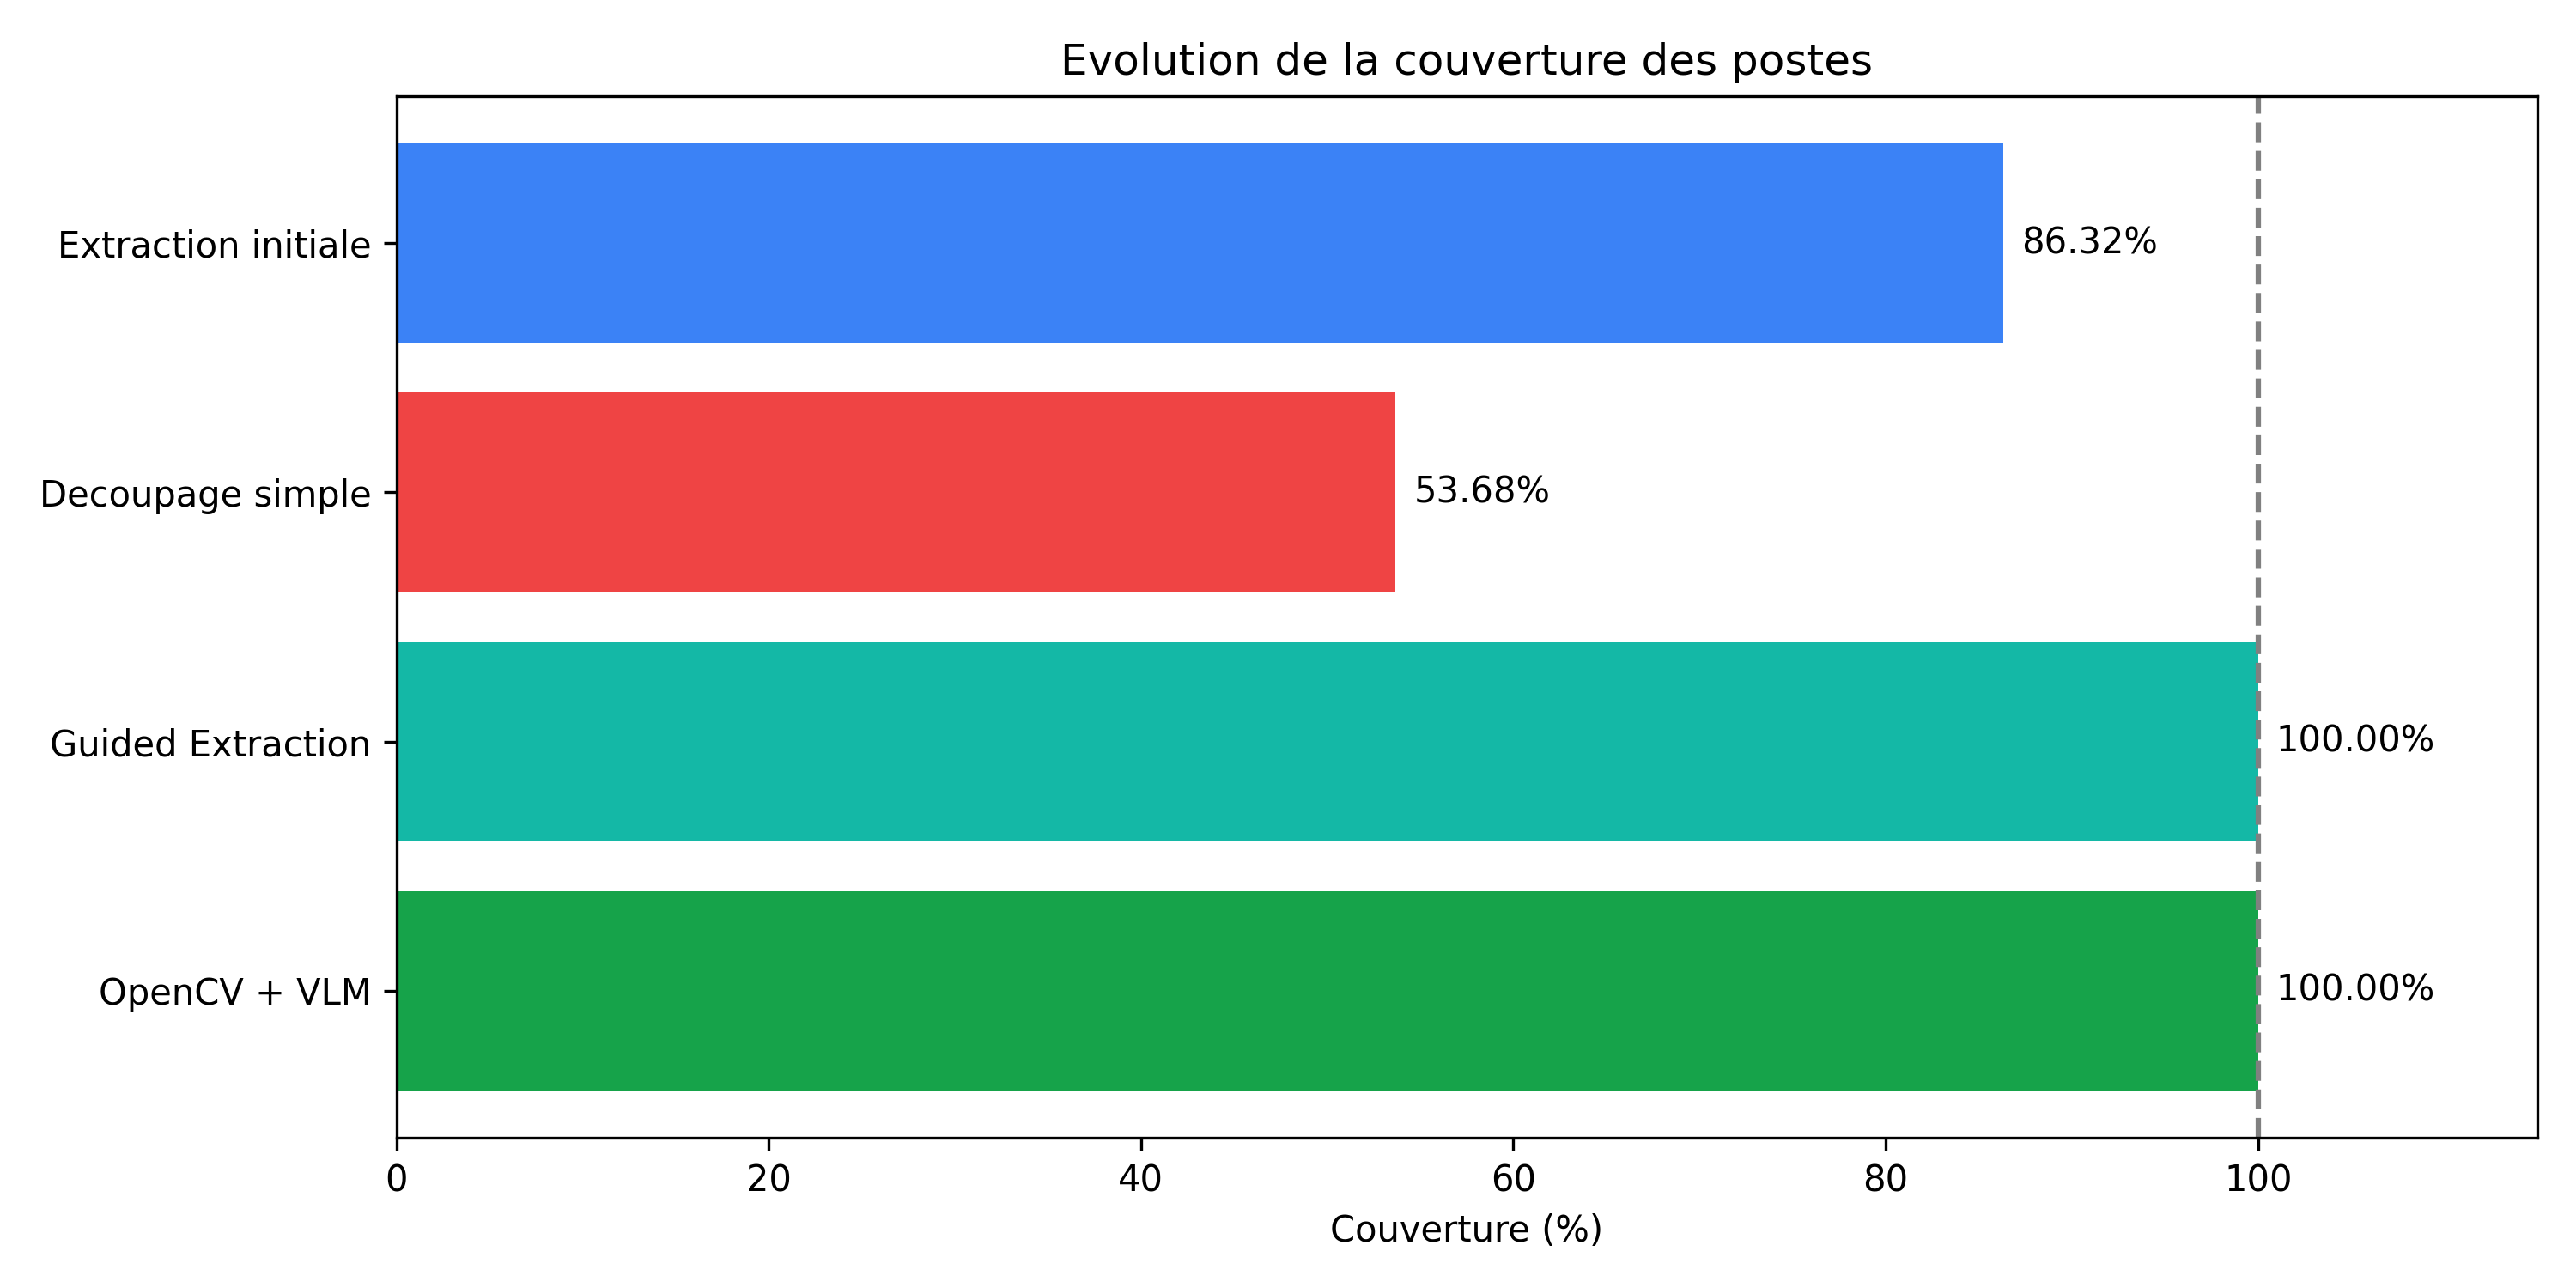 Evolution de la couverture des postes
Extraction initiale
86.32%
Decoupage simple
53.68%
Guided Extraction
100.00%
OpenCV + VLM
100.00%
0 20 40 60 80 100
Couverture (%)